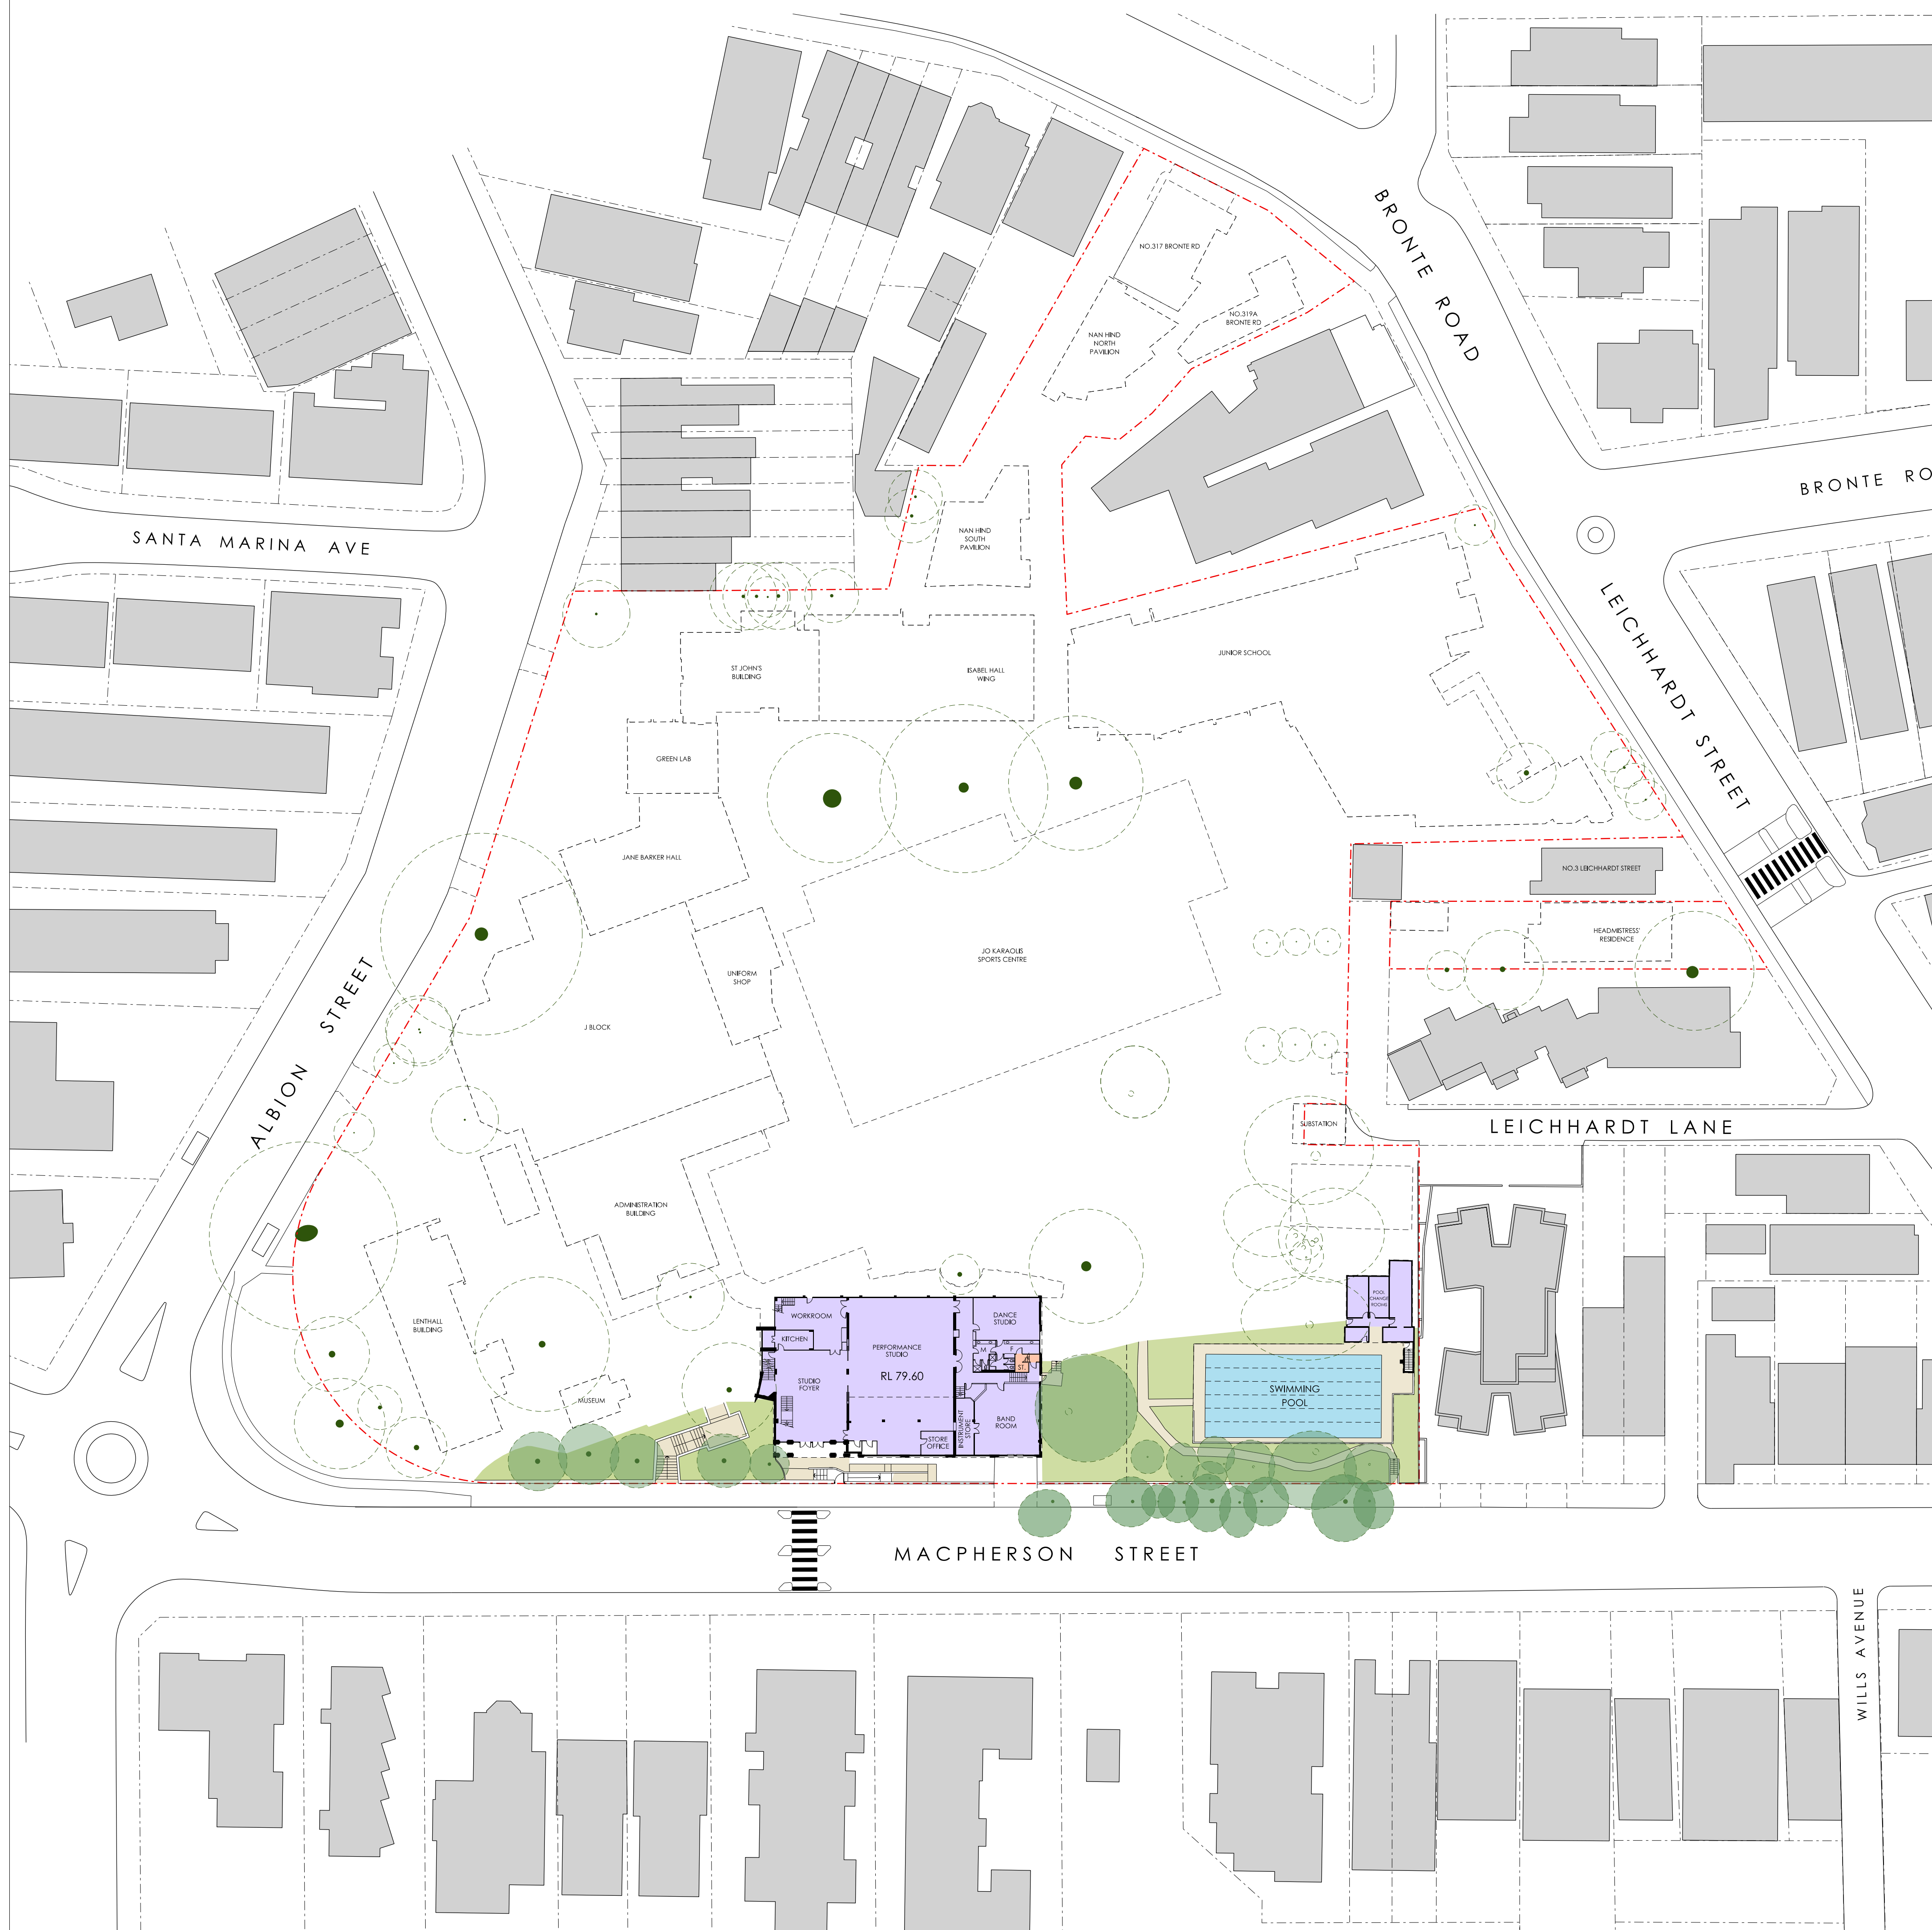 BRONTE ROAD
NO.317 BRONTE RD
NO.319A
BRONTE RD
NAN HIND
NORTH
PAVILION
BRONTE RO
SANTA MARINA AVE
NAN HIND
SOUTH
PAVILION
LEICHHARDT STREET
ST JOHN'S
BUILDING
ISABEL HALL
WING
JUNIOR SCHOOL
GREEN LAB
JANE BARKER HALL
NO.3 LEICHHARDT STREET
HEADMISTRESS'
RESIDENCE
JO KARAOLIS
SPORTS CENTRE
UNIFORM
SHOP
J BLOCK
ALBION STREET
SUBSTATION
LEICHHARDT LANE
ADMINISTRATION
BUILDING
LENTHALL
BUILDING
MUSEUM
WORKROOM
KITCHEN
STUDIO
FOYER
PERFORMANCE
STUDIO
RL 79.60
DANCE
STUDIO
M
F
ST.
INSTRUMENT
STORE
BAND
ROOM
STORE
OFFICE
POOL
CHANGE
ROOMS
SWIMMING
POOL
MACPHERSON STREET
WILLS AVENUE